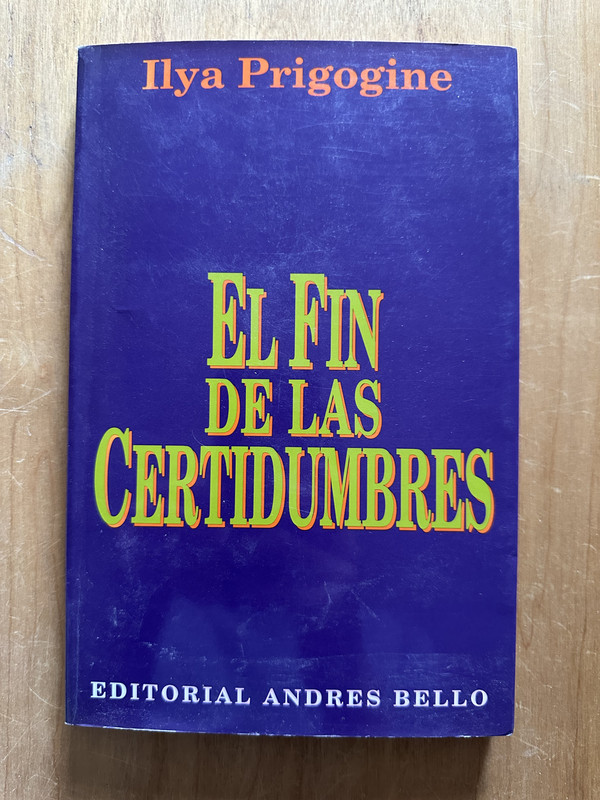 Ilya Prigogine
EL FIN
DE LAS
CERTIDUMBRES
EDITORIAL ANDRES BELLO